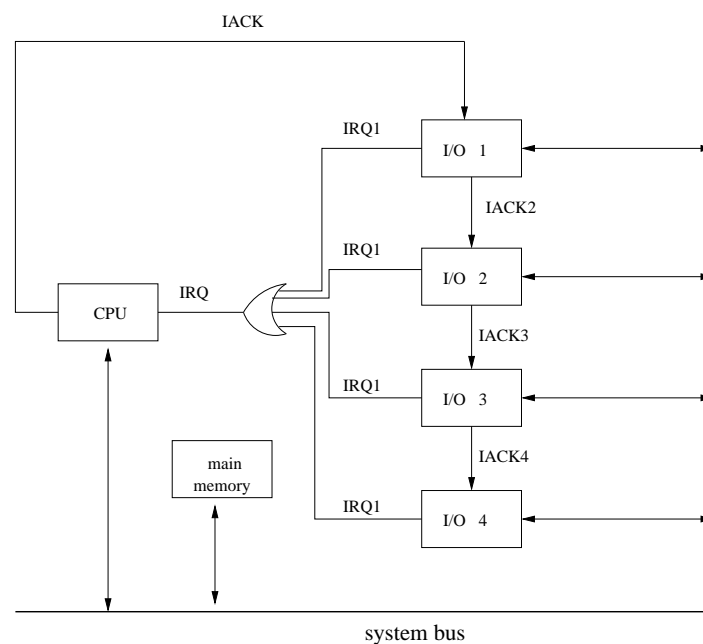 IACK
IRQ1
I/O 1
IACK2
IRQ1
I/O 2
IRQ
CPU
IACK3
IRQ1
I/O 3
IACK4
main
memory
IRQ1
I/O 4
system bus